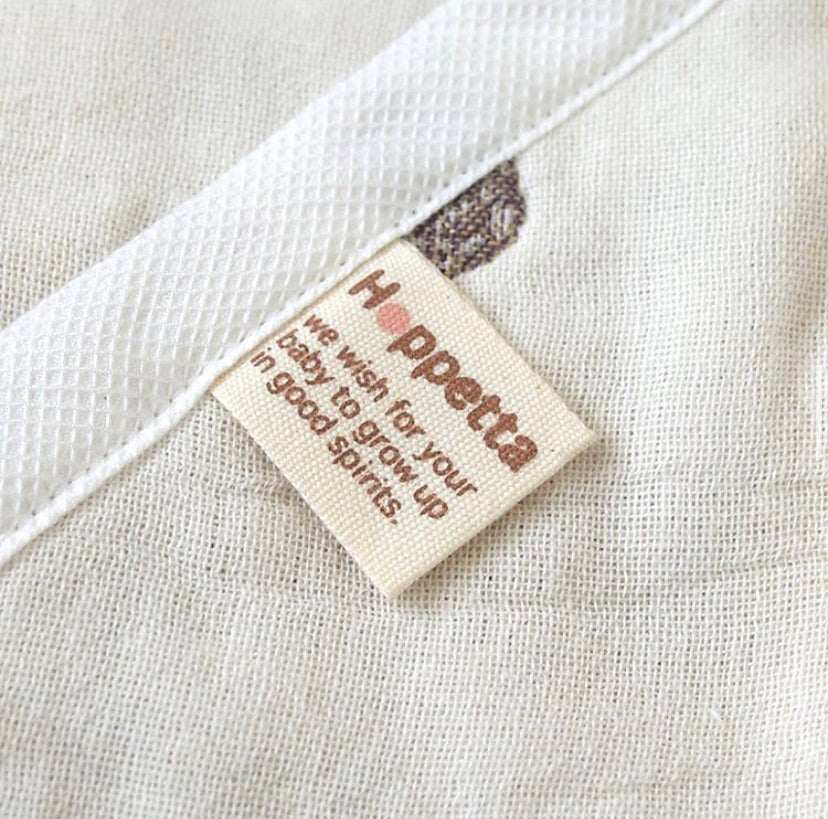 Hoppetta
we wish for your
baby to grow up
in good spirits.